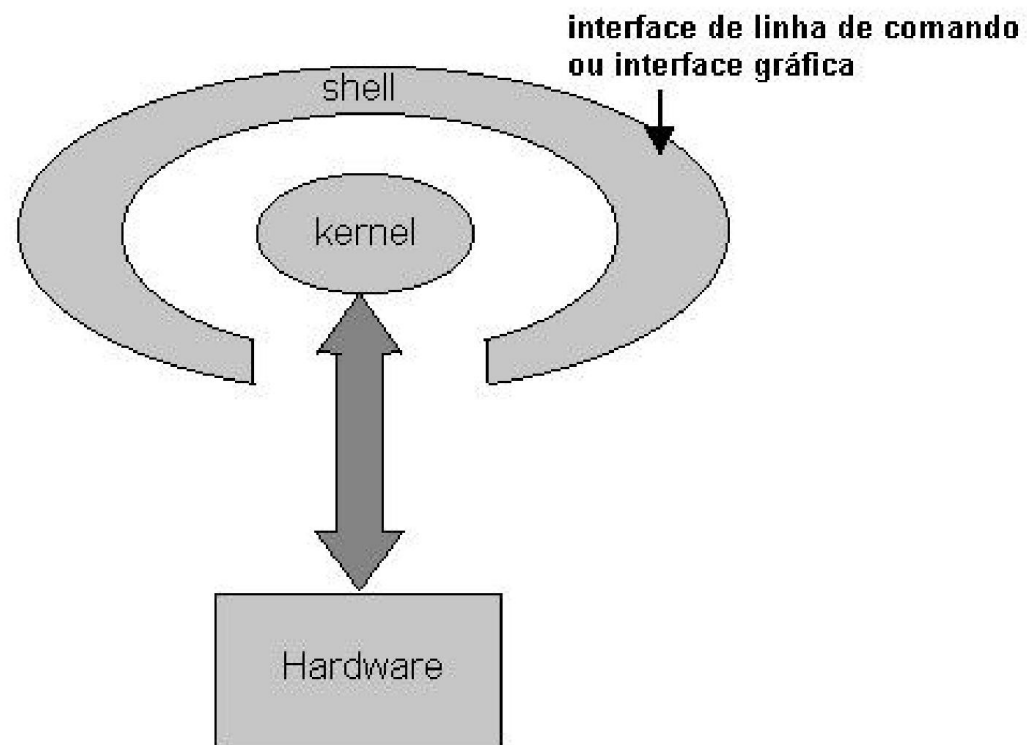 interface de linha de comando
ou interface gráfica
shell
kernel
Hardware